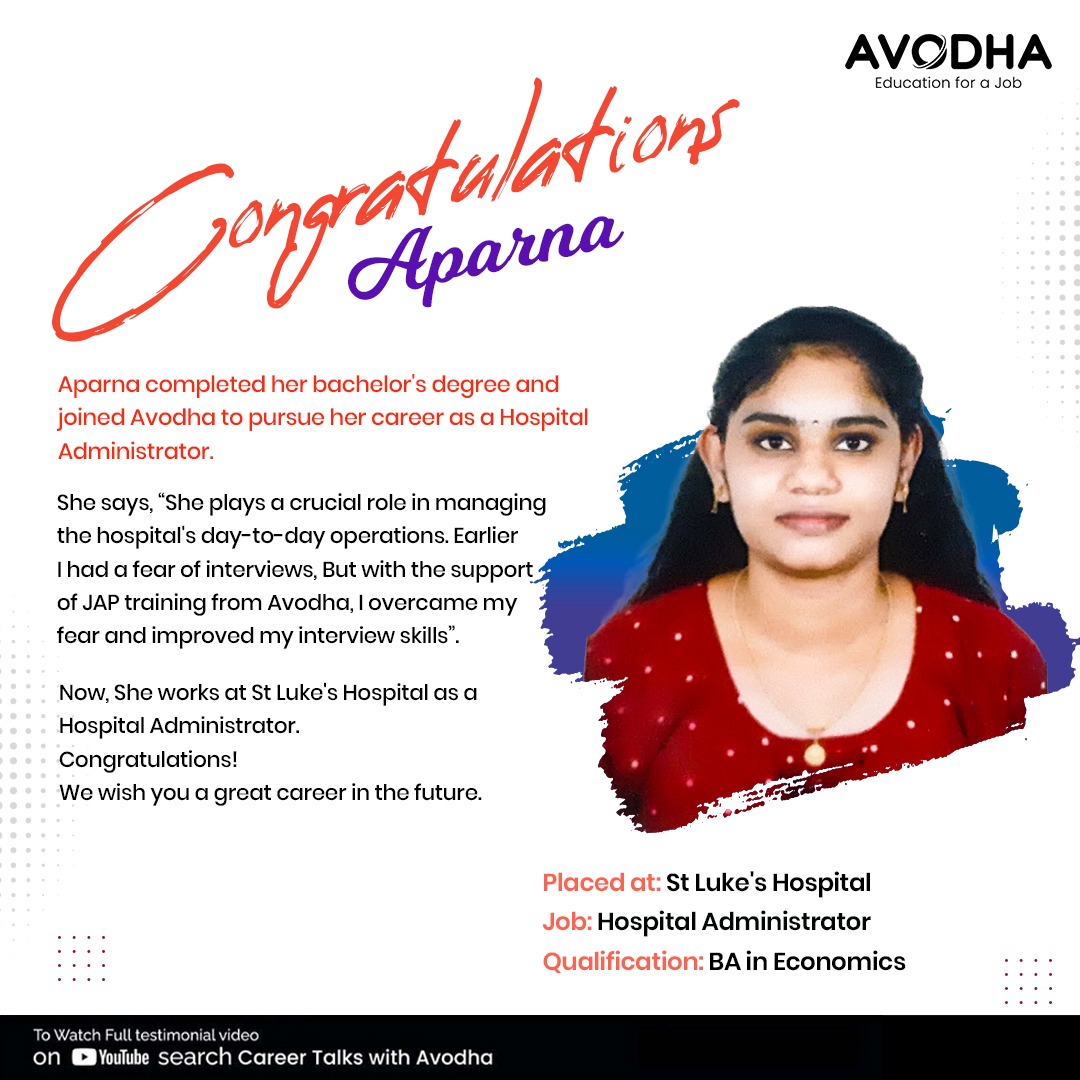 AVODHA
Education for a Job
Congratulations
Aparna
Aparna completed her bachelor's degree and
joined Avodha to pursue her career as a Hospital
Administrator.
She says, “She plays a crucial role in managing
the hospital's day-to-day operations. Earlier
I had a fear of interviews, But with the support
of JAP training from Avodha, I overcame my
fear and improved my interview skills”.
Now, She works at St Luke's Hospital as a
Hospital Administrator.
Congratulations!
We wish you a great career in the future.
Placed at: St Luke's Hospital
Job: Hospital Administrator
Qualification: BA in Economics
To Watch Full testimonial video
on YouTube search Career Talks with Avodha